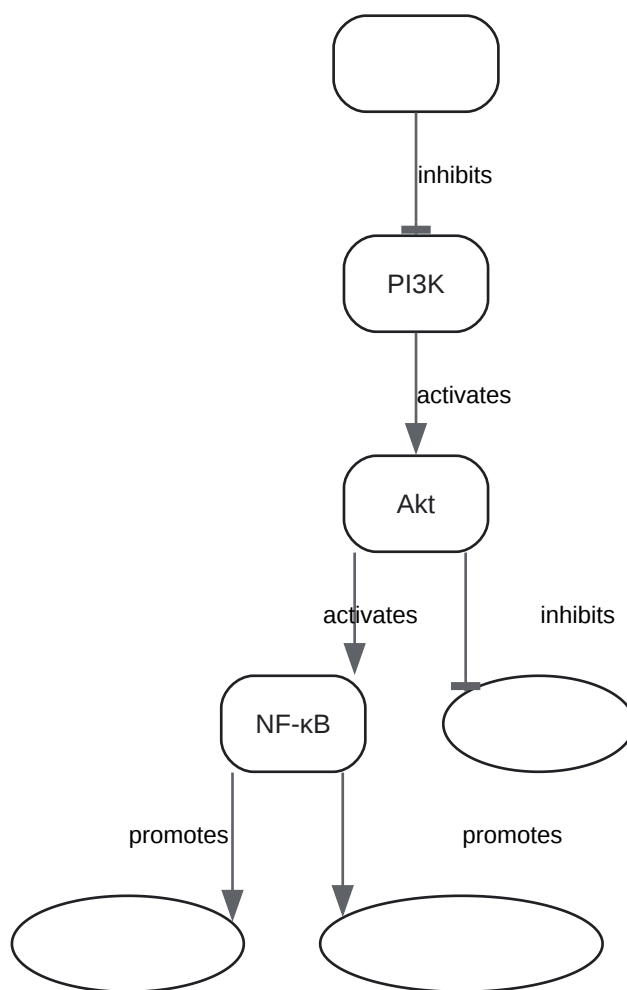 inhibits
PI3K
activates
Akt
activates
inhibits
NF-κB
promotes
promotes